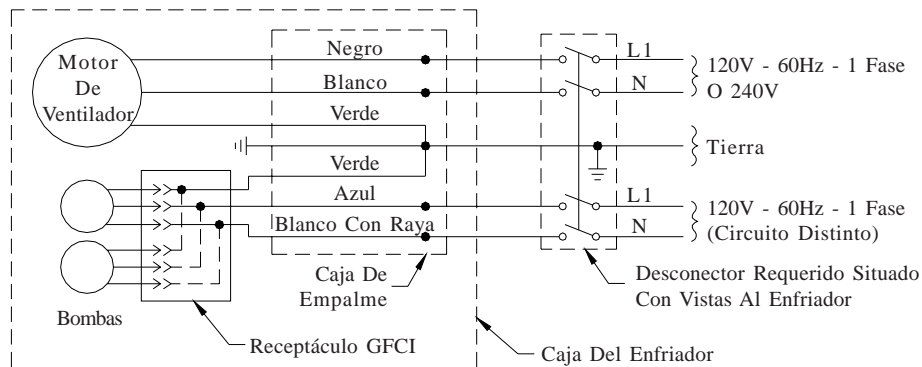 Motor
De
Ventilador
Negro
Blanco
Verde
Verde
Azul
Blanco Con Raya
L1
N
120V - 60Hz - 1 Fase
O 240V
Tierra
L1
N
120V - 60Hz - 1 Fase
(Circuito Distinto)
Caja De
Empalme
Desconector Requerido Situado
Con Vistas Al Enfriador
Bombas
Receptáculo GFCI
Caja Del Enfriador